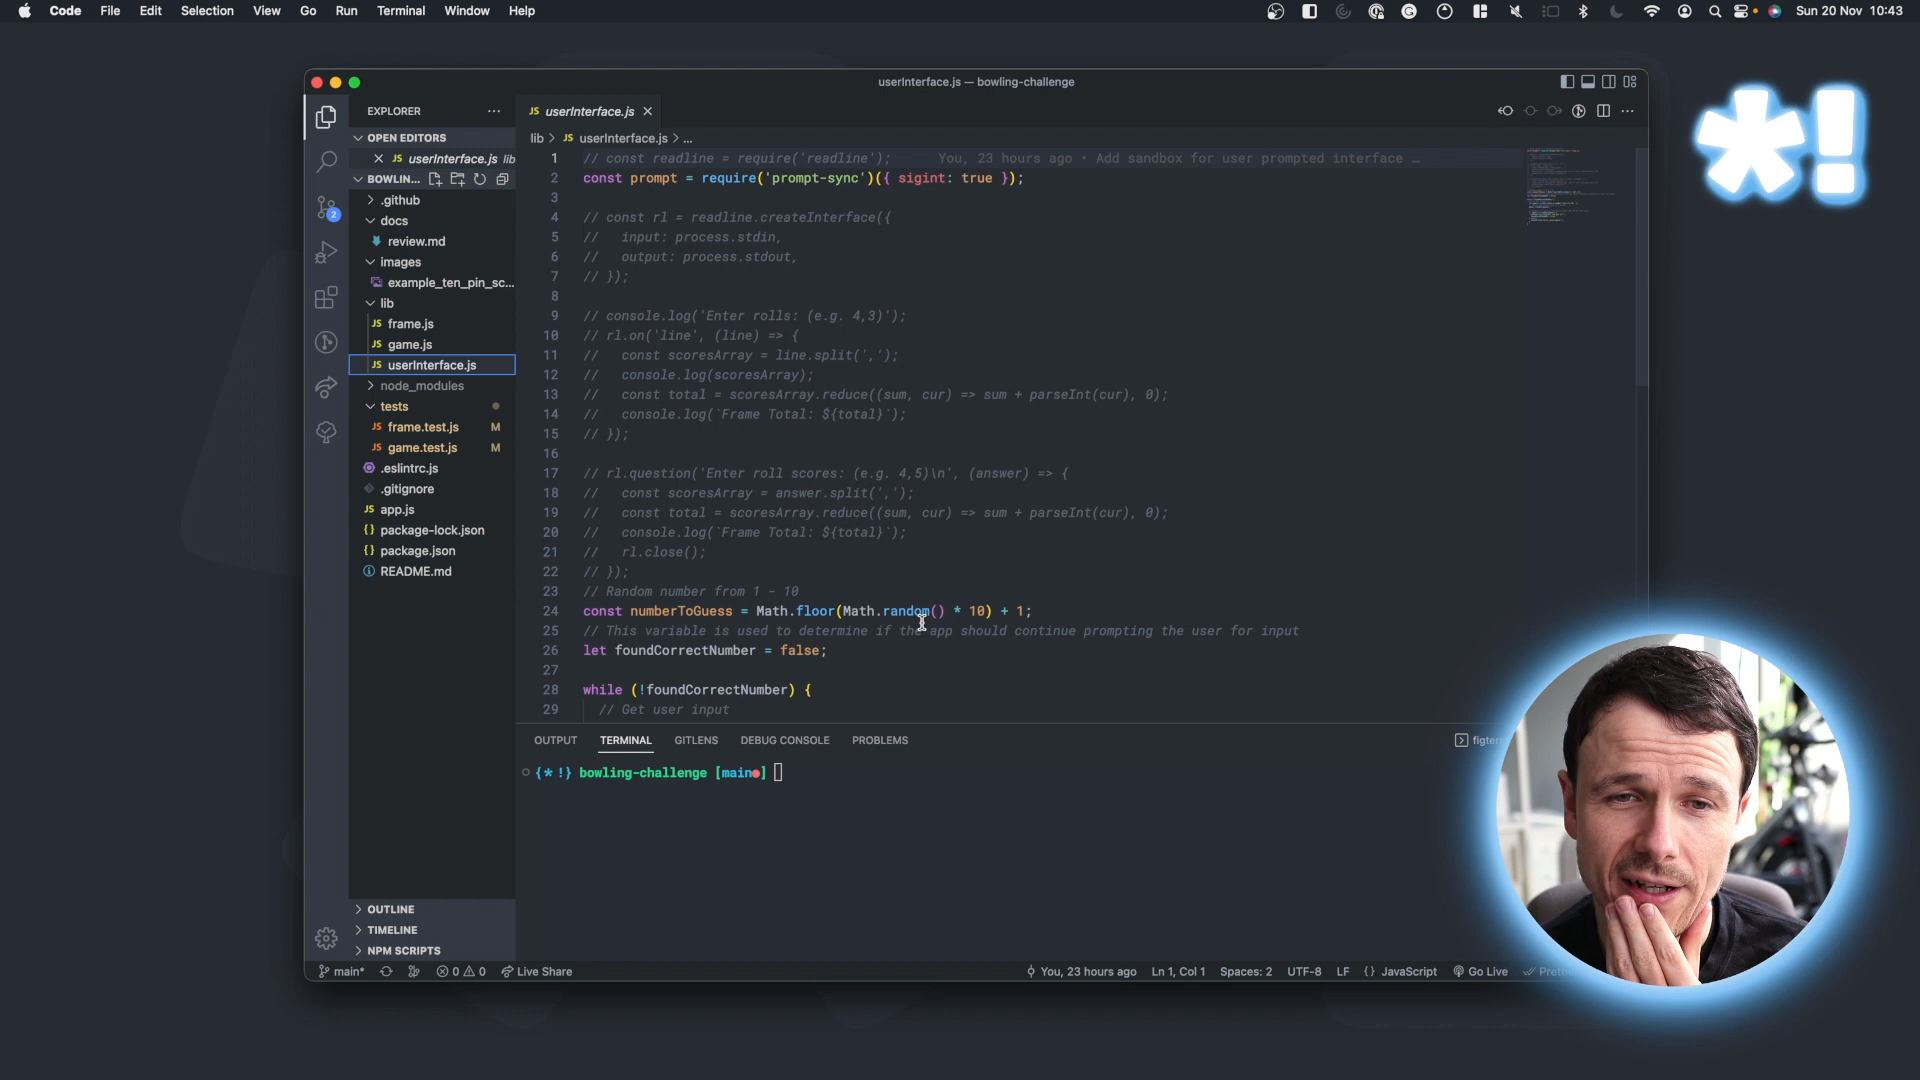 Code File Edit Selection View Go Run Terminal Window Help
Sun 20 Nov 10:43
userInterface.js — bowling-challenge
EXPLORER
OPEN EDITORS
userInterface.js lib
BOWLIN...
.github
docs
review.md
images
example_ten_pin_sc...
lib
frame.js
game.js
userInterface.js
node_modules
tests
frame.test.js M
game.test.js M
.eslintrc.js
.gitignore
app.js
package-lock.json
package.json
README.md
OUTLINE
TIMELINE
NPM SCRIPTS
2
JS userInterface.js
lib > JS userInterface.js > ...
1 // const readline = require('readline'); You, 23 hours ago • Add sandbox for user prompted interface …
2 const prompt = require('prompt-sync')({ sigint: true });
3
4 // const rl = readline.createInterface({
5 //   input: process.stdin,
6 //   output: process.stdout,
7 // });
8
9 // console.log('Enter rolls: (e.g. 4,3)');
10 // rl.on('line', (line) => {
11 //   const scoresArray = line.split(',');
12 //   console.log(scoresArray);
13 //   const total = scoresArray.reduce((sum, cur) => sum + parseInt(cur), 0);
14 //   console.log(`Frame Total: ${total}`);
15 // });
16
17 // rl.question('Enter roll scores: (e.g. 4,5)\n', (answer) => {
18 //   const scoresArray = answer.split(',');
19 //   const total = scoresArray.reduce((sum, cur) => sum + parseInt(cur), 0);
20 //   console.log(`Frame Total: ${total}`);
21 //   rl.close();
22 // });
23 // Random number from 1 - 10
24 const numberToGuess = Math.floor(Math.random() * 10) + 1;
25 // This variable is used to determine if the app should continue prompting the user for input
26 let foundCorrectNumber = false;
27
28 while (!foundCorrectNumber) {
29   // Get user input
OUTPUT TERMINAL GITLENS DEBUG CONSOLE PROBLEMS
figterm
{*!} bowling-challenge [main●]
main* 0 0 Live Share
You, 23 hours ago Ln 1, Col 1 Spaces: 2 UTF-8 LF {} JavaScript Go Live
*!